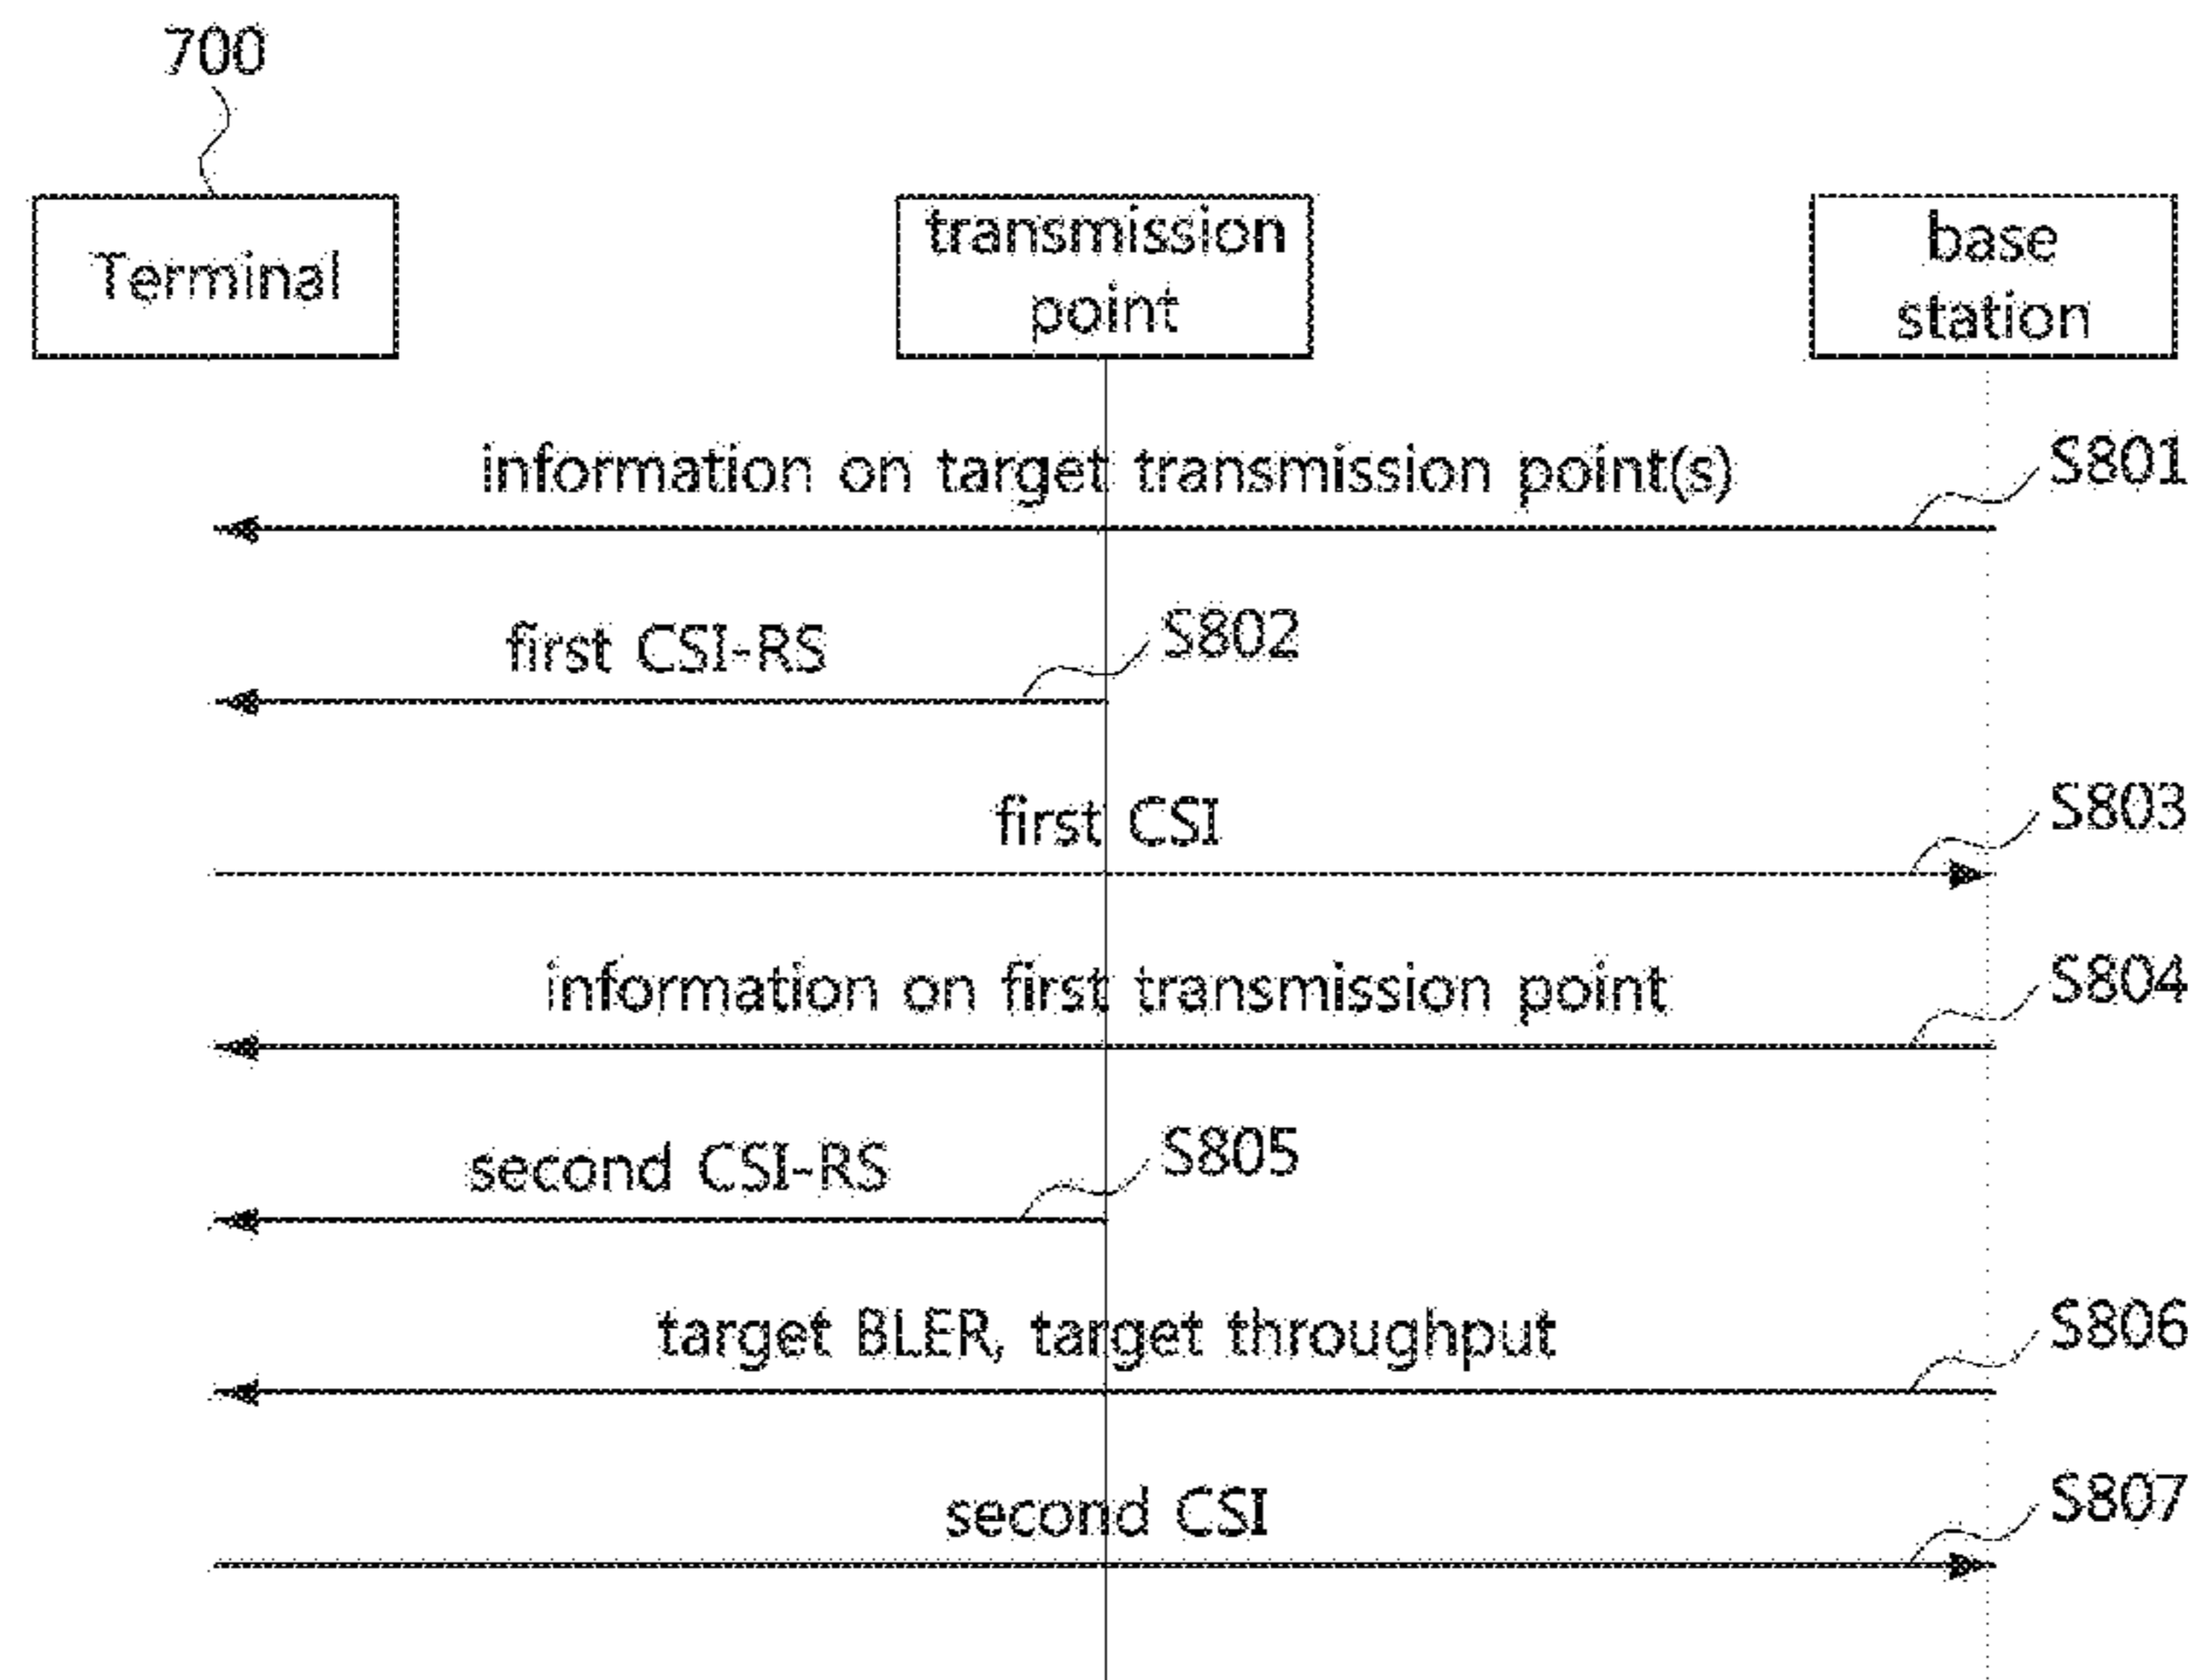 700
Terminal
transmission
point
base
station
information on target transmission point(s)
S801
first CSI-RS
S802
first CSI
S803
information on first transmission point
S804
second CSI-RS
S805
target BLER, target throughput
S806
second CSI
S807